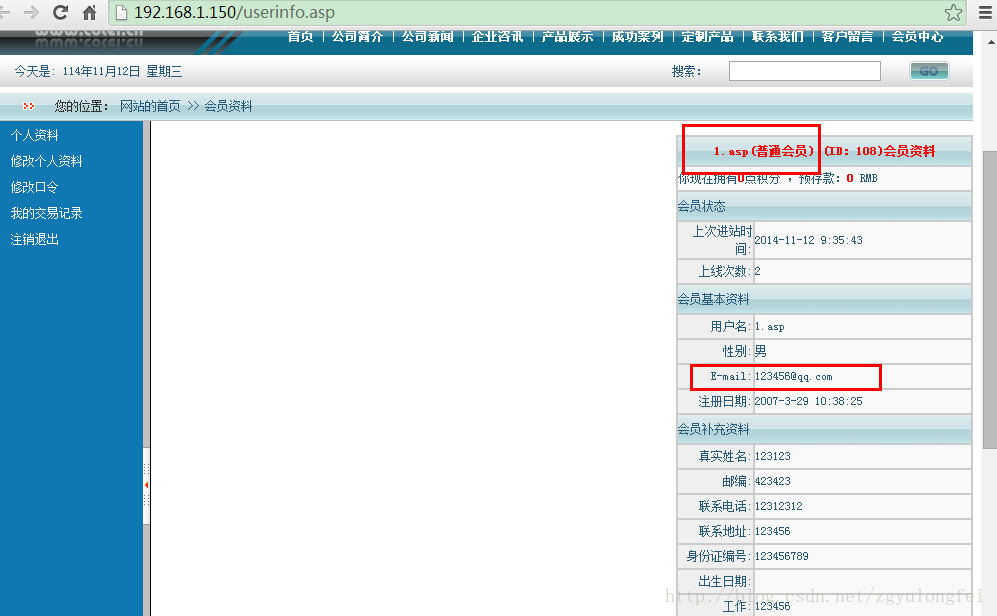 192.168.1.150/userinfo.asp
www.cofei.cn
首页 | 公司简介 | 公司新闻 | 企业咨讯 | 产品展示 | 成功案例 | 定制产品 | 联系我们 | 客户留言 | 会员中心
今天是: 114年11月12日 星期三 搜索: GO
您的位置: 网站的首页 >> 会员资料
个人资料
修改个人资料
修改口令
我的交易记录
注销退出
1.asp(普通会员) (ID: 108)会员资料
你现在拥有0点积分 , 预存款: 0 RMB
会员状态
上次进站时间: 2014-11-12 9:35:43
上线次数: 2
会员基本资料
用户名: 1.asp
性别: 男
E-mail: 123456@qq.com
注册日期: 2007-3-29 10:38:25
会员补充资料
真实姓名: 123123
邮编: 423423
联系电话: 12312312
联系地址: 123456
身份证编号: 123456789
出生日期:
工作: 123456
http://blog.csdn.net/zgyulongfei